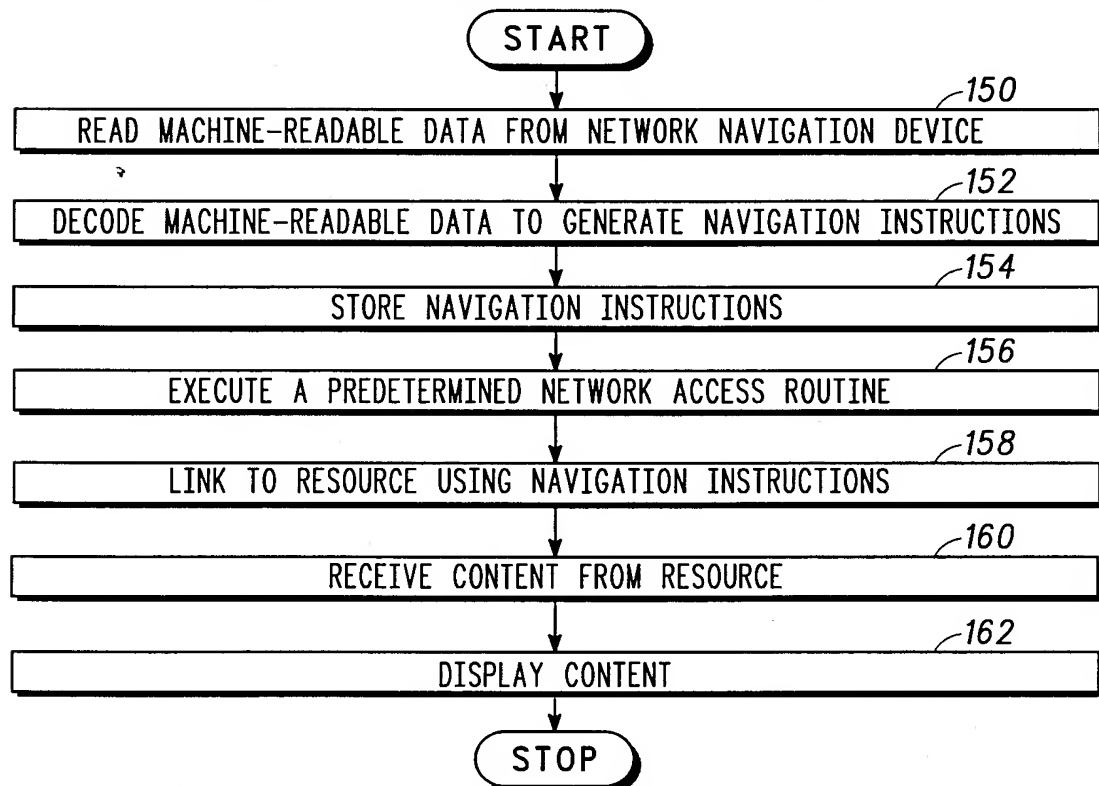 START
150
READ MACHINE-READABLE DATA FROM NETWORK NAVIGATION DEVICE
152
DECODE MACHINE-READABLE DATA TO GENERATE NAVIGATION INSTRUCTIONS
154
STORE NAVIGATION INSTRUCTIONS
156
EXECUTE A PREDETERMINED NETWORK ACCESS ROUTINE
158
LINK TO RESOURCE USING NAVIGATION INSTRUCTIONS
160
RECEIVE CONTENT FROM RESOURCE
162
DISPLAY CONTENT
STOP